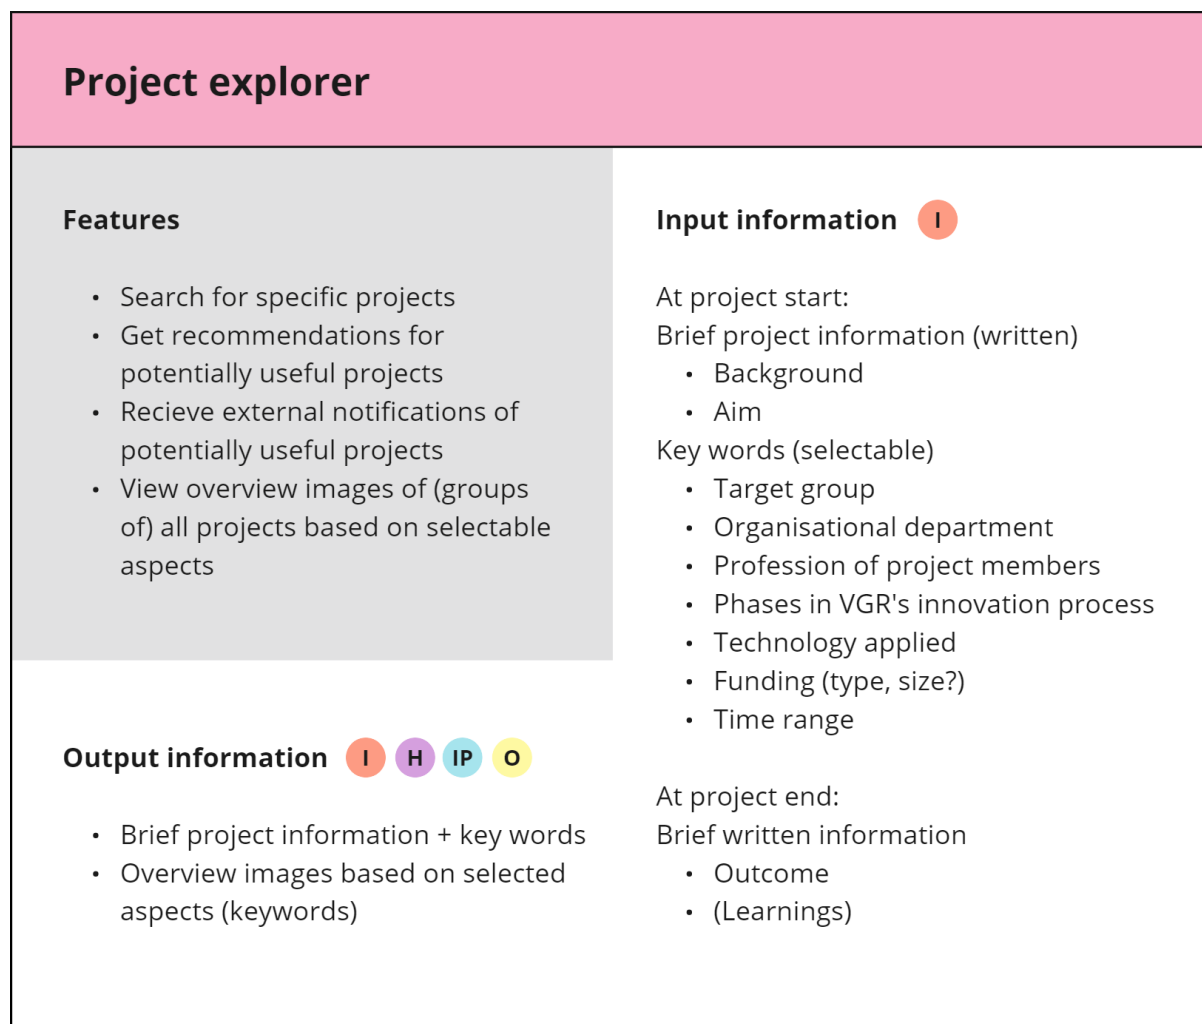 Project explorer
Features
• Search for specific projects
• Get recommendations for
potentially useful projects
• Recieve external notifications of
potentially useful projects
• View overview images of (groups
of) all projects based on selectable
aspects
Output information I H IP O
• Brief project information + key words
• Overview images based on selected
aspects (keywords)
Input information I
At project start:
Brief project information (written)
• Background
• Aim
Key words (selectable)
• Target group
• Organisational department
• Profession of project members
• Phases in VGR's innovation process
• Technology applied
• Funding (type, size?)
• Time range
At project end:
Brief written information
• Outcome
• (Learnings)